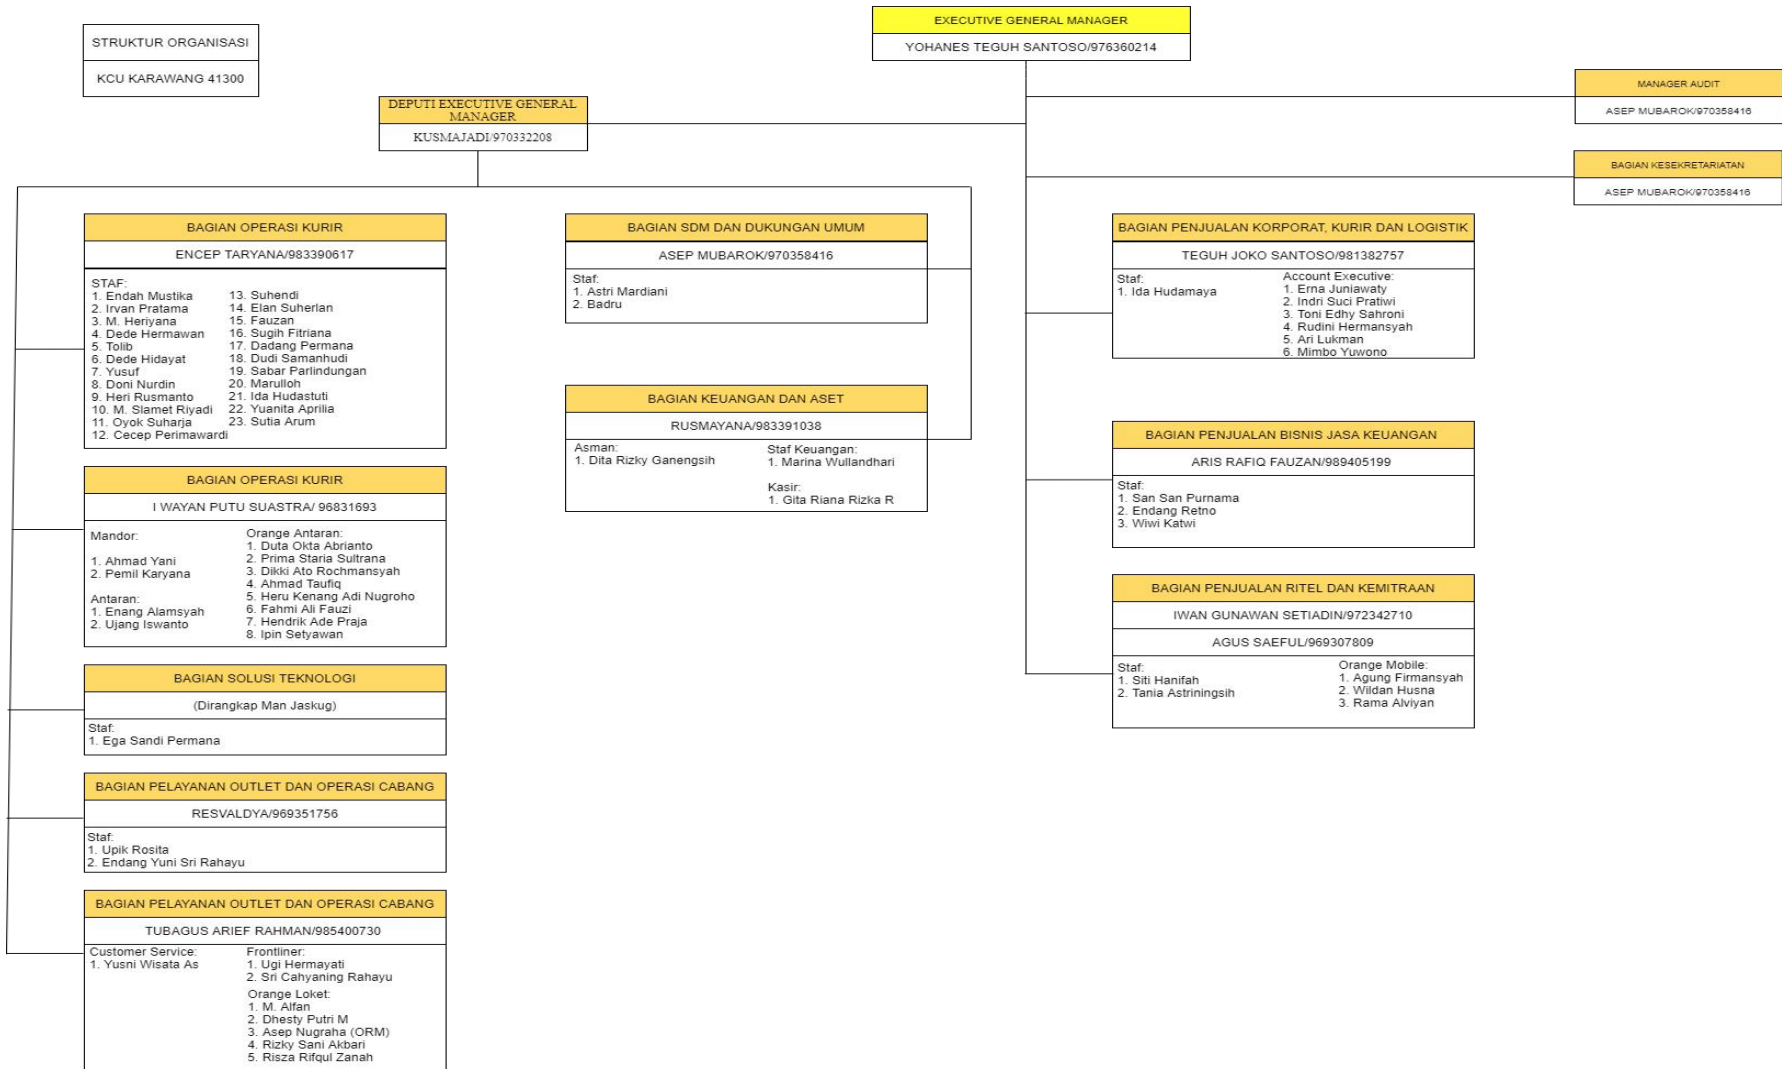 STRUKTUR ORGANISASI
KCU KARAWANG 41300
EXECUTIVE GENERAL MANAGER
YOHANES TEGUH SANTOSO/976360214
DEPUTI EXECUTIVE GENERAL
MANAGER
KUSMAJADI/970332208
MANAGER AUDIT
ASEP MUBAROK/970358416
BAGIAN KESEKRETARIATAN
ASEP MUBAROK/970358416
BAGIAN OPERASI KURIR
ENCEP TARYANA/983390617
STAF:
1. Endah Mustika
2. Irvan Pratama
3. M. Heriyana
4. Dede Hermawan
5. Tolib
6. Dede Hidayat
7. Yusuf
8. Doni Nurdin
9. Heri Rusmanto
10. M. Slamet Riyadi
11. Oyok Suharja
12. Cecep Perimawardi
13. Suhendi
14. Elan Suherlan
15. Fauzan
16. Sugih Fitriana
17. Dadang Permana
18. Dudi Samanhudi
19. Sabar Parlindungan
20. Marulloh
21. Ida Hudastuti
22. Yuanita Aprilia
23. Sutia Arum
BAGIAN OPERASI KURIR
I WAYAN PUTU SUASTRA/ 96831693
Mandor:
1. Ahmad Yani
2. Pemil Karyana
Antaran:
1. Enang Alamsyah
2. Ujang Iswanto
Orange Antaran:
1. Duta Okta Abrianto
2. Prima Staria Sultrana
3. Dikki Ato Rochmansyah
4. Ahmad Taufiq
5. Heru Kenang Adi Nugroho
6. Fahmi Ali Fauzi
7. Hendrik Ade Praja
8. Ipin Setyawan
BAGIAN SOLUSI TEKNOLOGI
(Dirangkap Man Jaskug)
Staf:
1. Ega Sandi Permana
BAGIAN PELAYANAN OUTLET DAN OPERASI CABANG
RESVALDYA/969351756
Staf:
1. Upik Rosita
2. Endang Yuni Sri Rahayu
BAGIAN PELAYANAN OUTLET DAN OPERASI CABANG
TUBAGUS ARIEF RAHMAN/985400730
Customer Service:
1. Yusni Wisata As
Frontliner:
1. Ugi Hermayati
2. Sri Cahyaning Rahayu
Orange Loket:
1. M. Alfan
2. Dhesty Putri M
3. Asep Nugraha (ORM)
4. Rizky Sani Akbari
5. Risza Rifqul Zanah
BAGIAN SDM DAN DUKUNGAN UMUM
ASEP MUBAROK/970358416
Staf:
1. Astri Mardiani
2. Badru
BAGIAN KEUANGAN DAN ASET
RUSMAYANA/983391038
Asman:
1. Dita Rizky Ganengsih
Staf Keuangan:
1. Marina Wullandhari
Kasir:
1. Gita Riana Rizka R
BAGIAN PENJUALAN KORPORAT, KURIR DAN LOGISTIK
TEGUH JOKO SANTOSO/981382757
Staf:
1. Ida Hudamaya
Account Executive:
1. Erna Juniawaty
2. Indri Suci Pratiwi
3. Toni Edhy Sahroni
4. Rudini Hermansyah
5. Ari Lukman
6. Mimbo Yuwono
BAGIAN PENJUALAN BISNIS JASA KEUANGAN
ARIS RAFIQ FAUZAN/989405199
Staf:
1. San San Purnama
2. Endang Retno
3. Wiwi Katwi
BAGIAN PENJUALAN RITEL DAN KEMITRAAN
IWAN GUNAWAN SETIADIN/972342710
AGUS SAEFUL/969307809
Staf:
1. Siti Hanifah
2. Tania Astriningsih
Orange Mobile:
1. Agung Firmansyah
2. Wildan Husna
3. Rama Alviyan